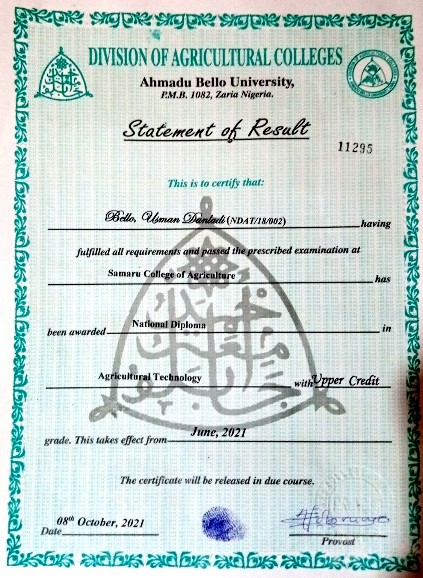 DIVISION OF AGRICULTURAL COLLEGES
Ahmadu Bello University,
P.M.B. 1082, Zaria Nigeria.
Statement of Result
11295
This is to certify that:
Bello, Usman Danladi (NDAT/18/002) having
fulfilled all requirements and passed the prescribed examination at
Samaru College of Agriculture has
been awarded National Diploma in
Agricultural Technology with Upper Credit
grade. This takes effect from June, 2021
The certificate will be released in due course.
08th October, 2021
Date
Provost